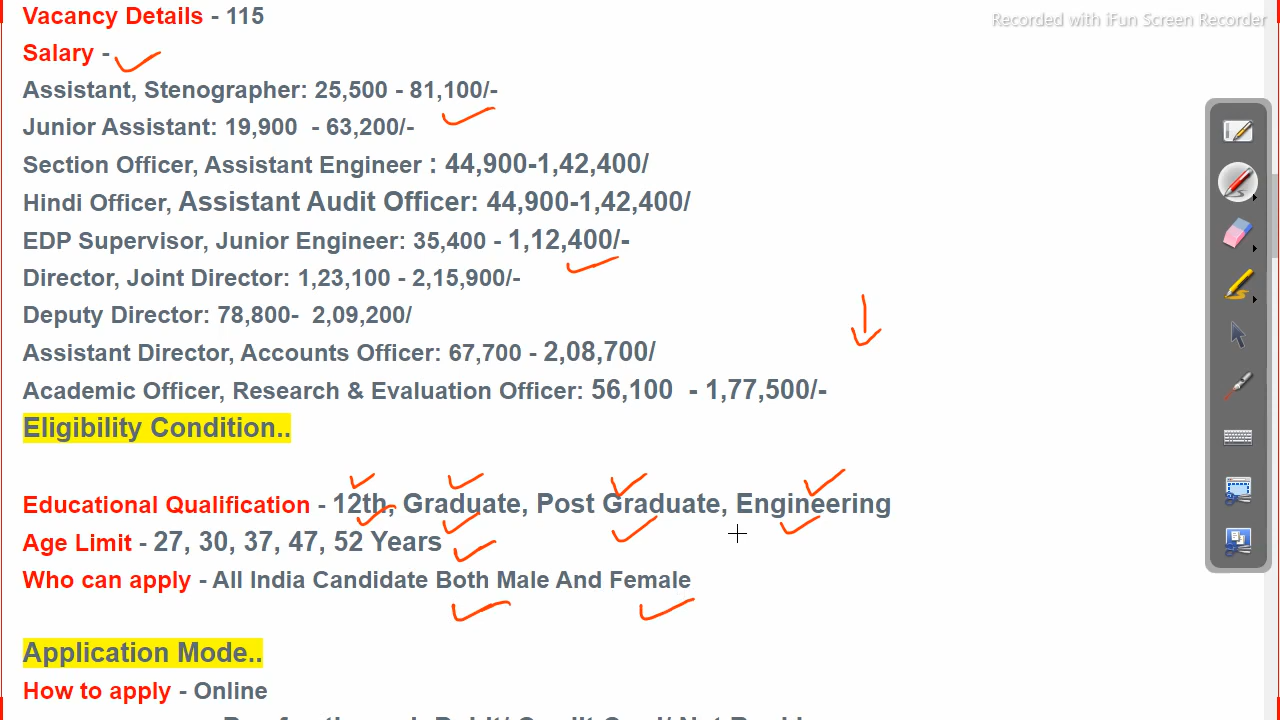 Vacancy Details - 115
Recorded with iFun Screen Recorder
Salary -
Assistant, Stenographer: 25,500 - 81,100/-
Junior Assistant: 19,900 - 63,200/-
Section Officer, Assistant Engineer : 44,900-1,42,400/
Hindi Officer, Assistant Audit Officer: 44,900-1,42,400/
EDP Supervisor, Junior Engineer: 35,400 - 1,12,400/-
Director, Joint Director: 1,23,100 - 2,15,900/-
Deputy Director: 78,800- 2,09,200/
Assistant Director, Accounts Officer: 67,700 - 2,08,700/
Academic Officer, Research & Evaluation Officer: 56,100 - 1,77,500/-
Eligibility Condition..
Educational Qualification - 12th, Graduate, Post Graduate, Engineering
Age Limit - 27, 30, 37, 47, 52 Years
Who can apply - All India Candidate Both Male And Female
Application Mode..
How to apply - Online